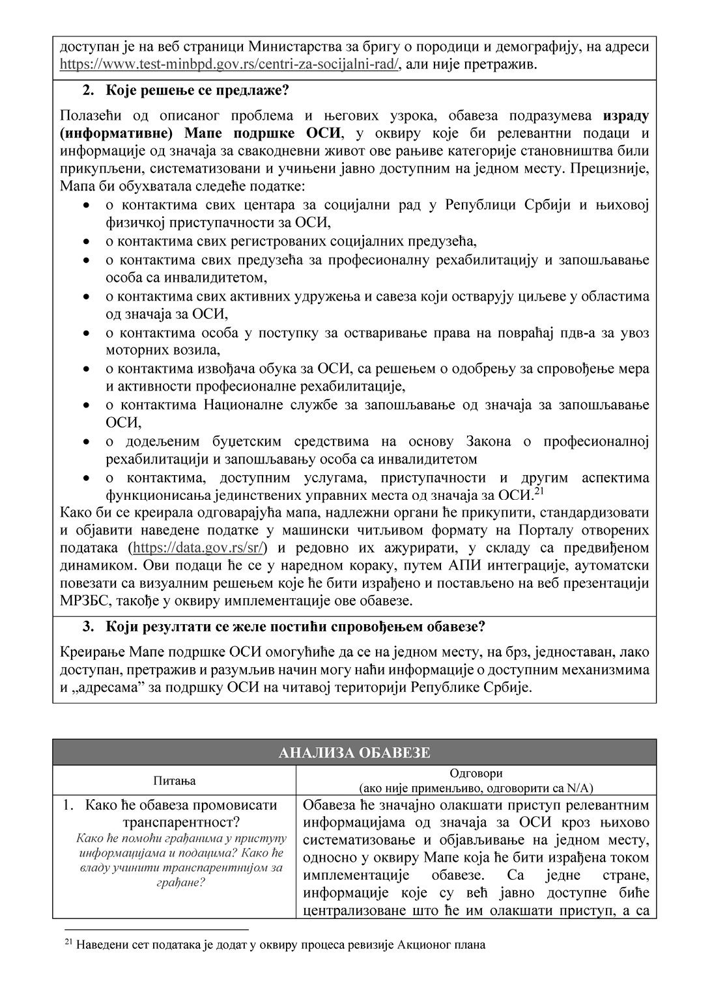 доступан је на веб страници Министарства за бригу о породици и демографију, на адреси
https://www.test-minbpd.gov.rs/centri-za-socijalni-rad/, али није претражив.
2. Које решење се предлаже?
Полазећи од описаног проблема и његових узрока, обавеза подразумева израду
(информативне) Мапе подршке ОСИ, у оквиру које би релевантни подаци и
информације од значаја за свакодневни живот ове рањиве категорије становништва били
прикупљени, систематизовани и учињени јавно доступним на једном месту. Прецизније,
Мапа би обухватала следеће податке:
• о контактима свих центара за социјални рад у Републици Србији и њиховој
физичкој приступачности за ОСИ,
• о контактима свих регистрованих социјалних предузећа,
• о контактима свих предузећа за професионалну рехабилитацију и запошљавање
особа са инвалидитетом,
• о контактима свих активних удружења и савеза који остварују циљеве у областима
од значаја за ОСИ,
• о контактима особа у поступку за остваривање права на повраћај пдв-а за увоз
моторних возила,
• о контактима извођача обука за ОСИ, са решењем о одобрењу за спровођење мера
и активности професионалне рехабилитације,
• о контактима Националне службе за запошљавање од значаја за запошљавање
ОСИ,
• о додељеним буџетским средствима на основу Закона о професионалној
рехабилитацији и запошљавању особа са инвалидитетом
• о контактима, доступним услугама, приступачности и другим аспектима
функционисања јединствених управних места од значаја за ОСИ.21
Како би се креирала одговарајућа мапа, надлежни органи ће прикупити, стандардизовати
и објавити наведене податке у машински читљивом формату на Порталу отворених
података (https://data.gov.rs/sr/) и редовно их ажурирати, у складу са предвиђеном
динамиком. Ови подаци ће се у наредном кораку, путем АПИ интеграције, аутоматски
повезати са визуалним решењем које ће бити израђено и постављено на веб презентацији
МРЗБС, такође у оквиру имплементације ове обавезе.
3. Који резултати се желе постићи спровођењем обавезе?
Креирање Мапе подршке ОСИ омогућиће да се на једном месту, на брз, једноставан, лако
доступан, претражив и разумљив начин могу наћи информације о доступним механизмима
и „адресама” за подршку ОСИ на читавој територији Републике Србије.
АНАЛИЗА ОБАВЕЗЕ
Питања
Одговори
(ако није применљиво, одговорити са N/A)
1. Како ће обавеза промовисати
транспарентност?
Како ће помоћи грађанима у приступу
информацијама и подацима? Како ће
владу учинити транспарентнијом за
грађане?
Обавеза ће значајно олакшати приступ релевантним
информацијама од значаја за ОСИ кроз њихово
систематизовање и објављивање на једном месту,
односно у оквиру Мапе која ће бити израђена током
имплементације обавезе. Са једне стране,
информације које су већ јавно доступне биће
централизоване што ће им олакшати приступ, а са
21 Наведени сет података је додат у оквиру процеса ревизије Акционог плана